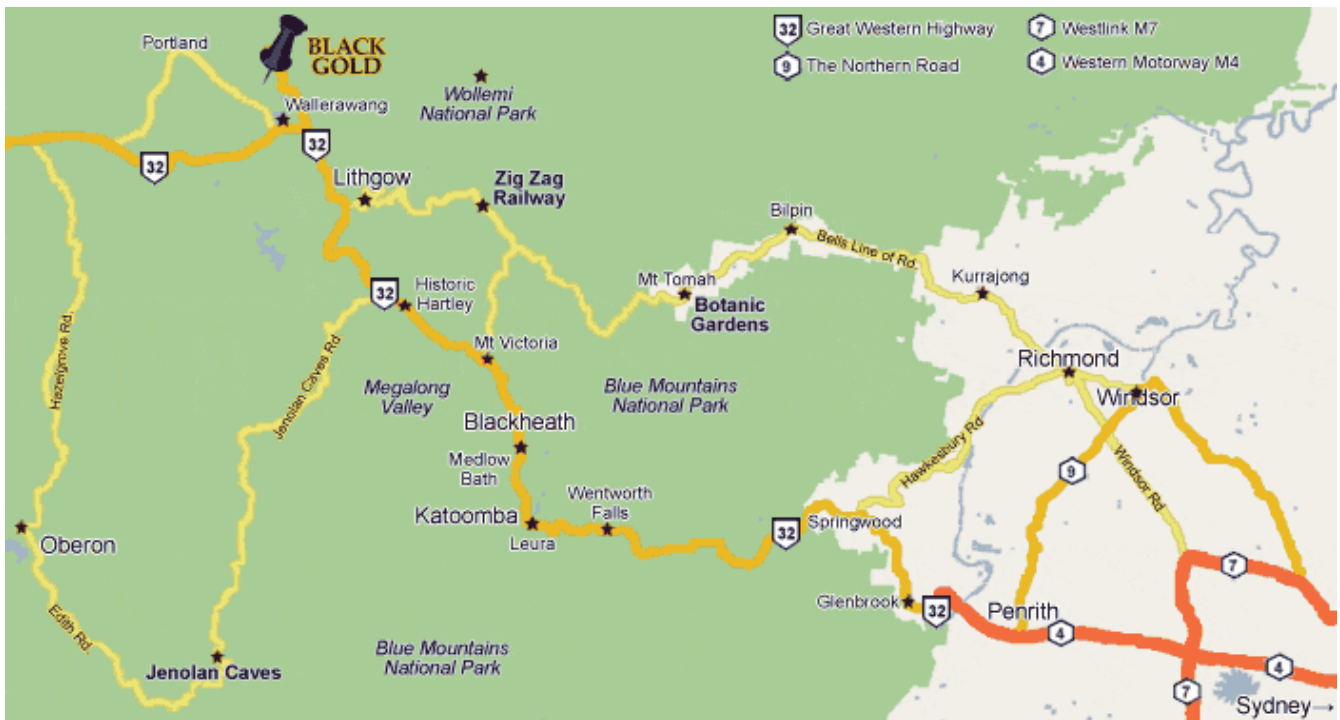 Portland
BLACK
GOLD
32 Great Western Highway
7 Westlink M7
9 The Northern Road
4 Western Motorway M4
Wollemi
National Park
Wallerawang
32
32
Lithgow
Zig Zag
Railway
Bilpin
Bells Line of Rd.
Kurrajong
Mt Tomah
Botanic
Gardens
32
Historic
Hartley
Hazelgrove Rd.
Jenolan Caves Rd
Mt Victoria
Richmond
Windsor
Megalong
Valley
Blue Mountains
National Park
Blackheath
Medlow
Bath
Hawkesbury Rd
9
Windsor Rd
Wentworth
Falls
Katoomba
Leura
32
Springwood
Oberon
7
Glenbrook
32
Penrith
4
Edith Rd.
Blue Mountains
National Park
Jenolan Caves
4
7
Sydney→